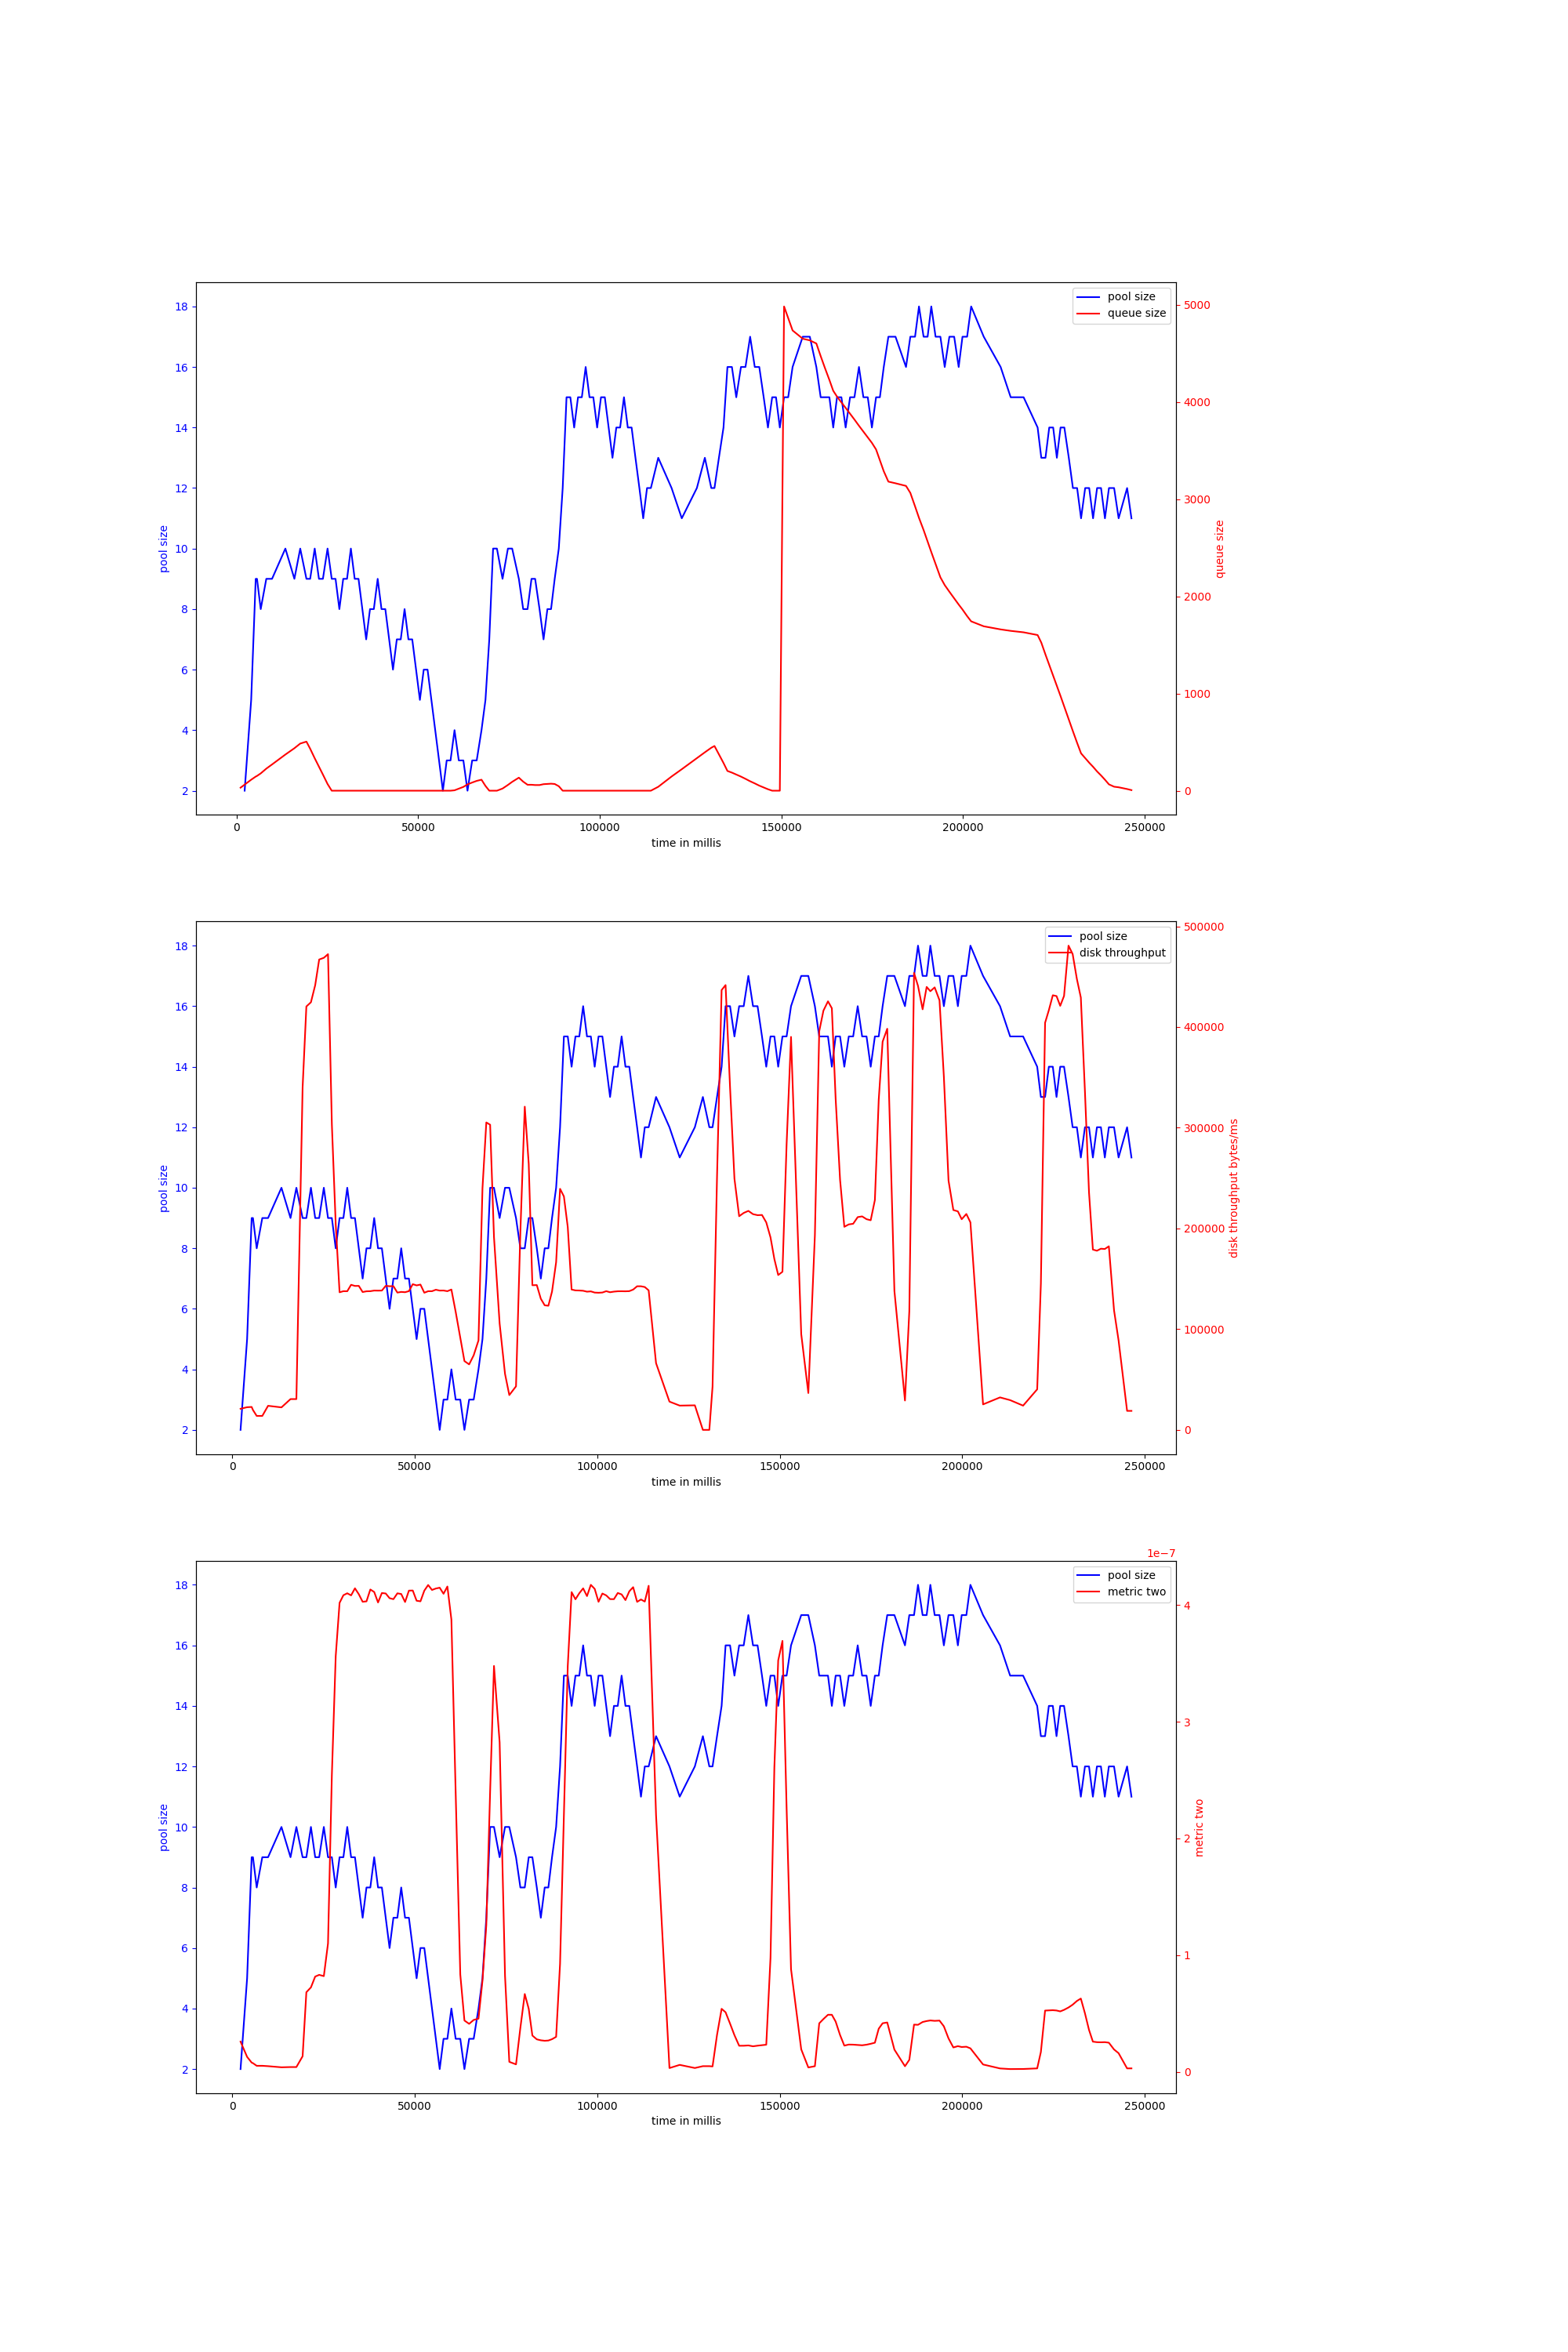 pool size
queue size
18
16
14
12
10
8
6
4
2
pool size
5000
4000
3000
2000
1000
0
queue size
0 50000 100000 150000 200000 250000
time in millis
pool size
disk throughput
18
16
14
12
10
8
6
4
2
pool size
500000
400000
300000
200000
100000
0
disk throughput bytes/ms
0 50000 100000 150000 200000 250000
time in millis
1e−7
pool size
metric two
18
16
14
12
10
8
6
4
2
pool size
4
3
2
1
0
metric two
0 50000 100000 150000 200000 250000
time in millis